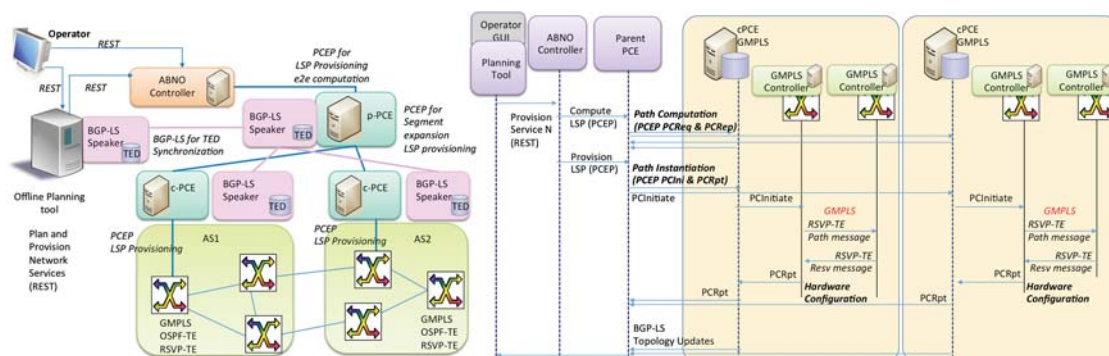 Operator
REST
REST
REST
ABNO
Controller
PCEP for
LSP Provisioning
e2e computation
BGP-LS
Speaker
TED
BGP-LS for TED
Synchronization
BGP-LS
Speaker
TED
p-PCE
PCEP for
Segment
expansion
LSP provisioning
Offline Planning
tool
Plan and
Provision
Network
Services
(REST)
c-PCE
BGP-LS
Speaker
TED
c-PCE
BGP-LS
Speaker
TED
PCEP
LSP Provisioning
AS1
PCEP
LSP Provisioning
AS2
GMPLS
OSPF-TE
RSVP-TE
GMPLS
OSPF-TE
RSVP-TE
Operator
GUI
Planning
Tool
ABNO
Controller
Parent
PCE
cPCE
GMPLS
GMPLS
Controller
GMPLS
Controller
cPCE
GMPLS
GMPLS
Controller
GMPLS
Controller
Provision
Service N
(REST)
Compute
LSP (PCEP)
Path Computation
(PCEP PCReq & PCRep)
Provision
LSP (PCEP)
Path Instantiation
(PCEP PCIni & PCRpt)
PCInitiate
PCInitiate
GMPLS
RSVP-TE
Path message
RSVP-TE
Resv message
PCRpt
Hardware
Configuration
PCRpt
PCInitiate
GMPLS
RSVP-TE
Path message
RSVP-TE
Resv message
PCRpt
Hardware
Configuration
PCRpt
BGP-LS
Topology Updates